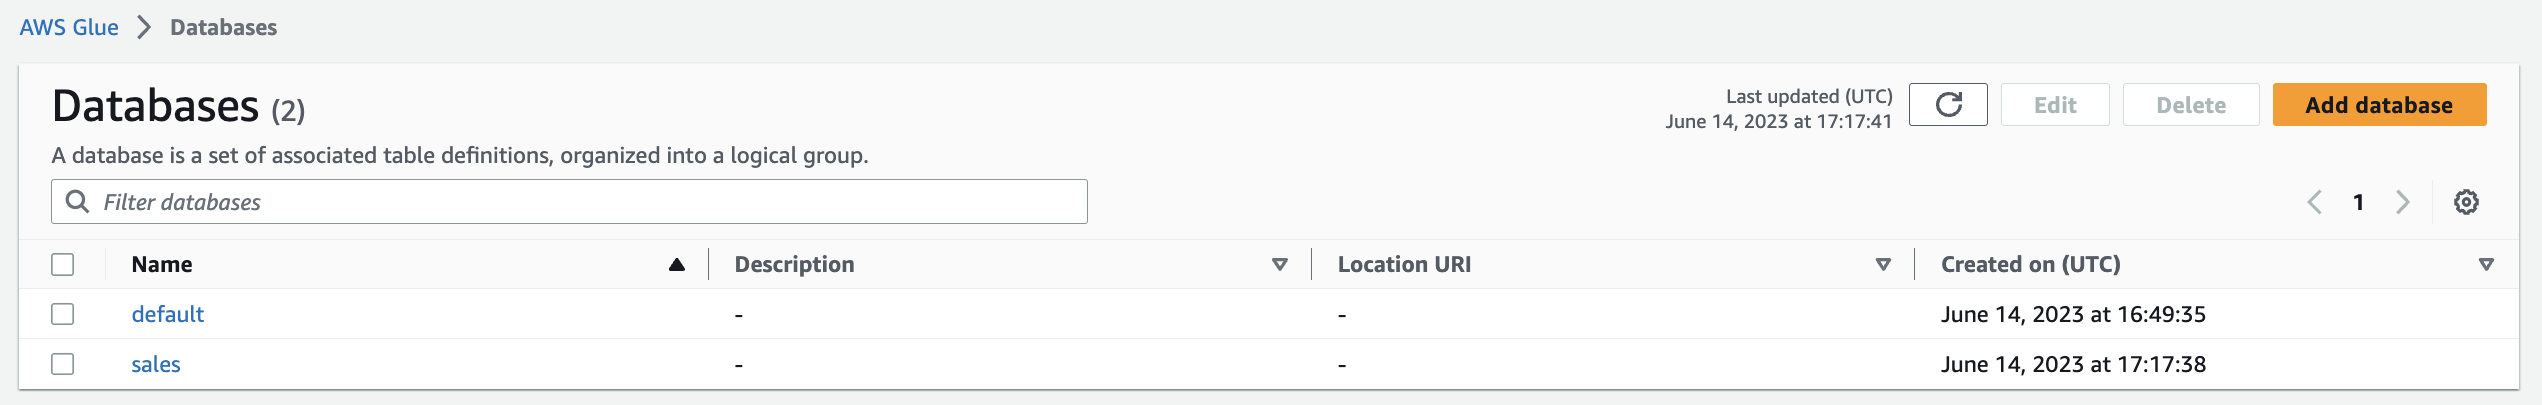 AWS Glue > Databases
Databases (2)
Last updated (UTC)
June 14, 2023 at 17:17:41
Edit
Delete
Add database
A database is a set of associated table definitions, organized into a logical group.
Filter databases
1
Name Description Location URI Created on (UTC)
default - - June 14, 2023 at 16:49:35
sales - - June 14, 2023 at 17:17:38